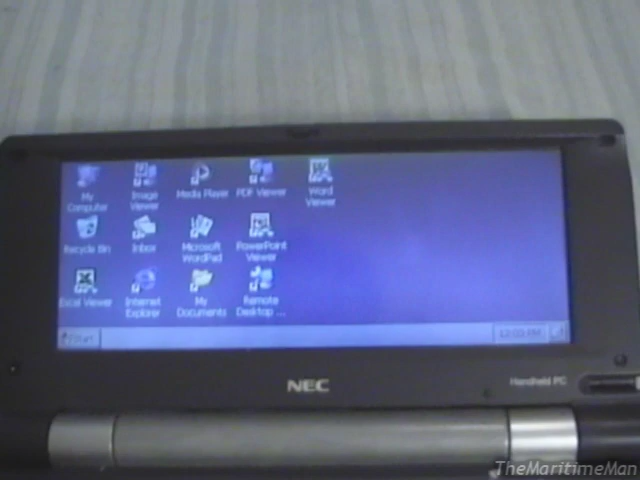 My Computer
Image Viewer
Media Player
PDF Viewer
Word Viewer
Recycle Bin
Inbox
Microsoft WordPad
PowerPoint Viewer
Excel Viewer
Internet Explorer
My Documents
Remote Desktop ...
Start
NEC
Handheld PC
TheMaritimeMan